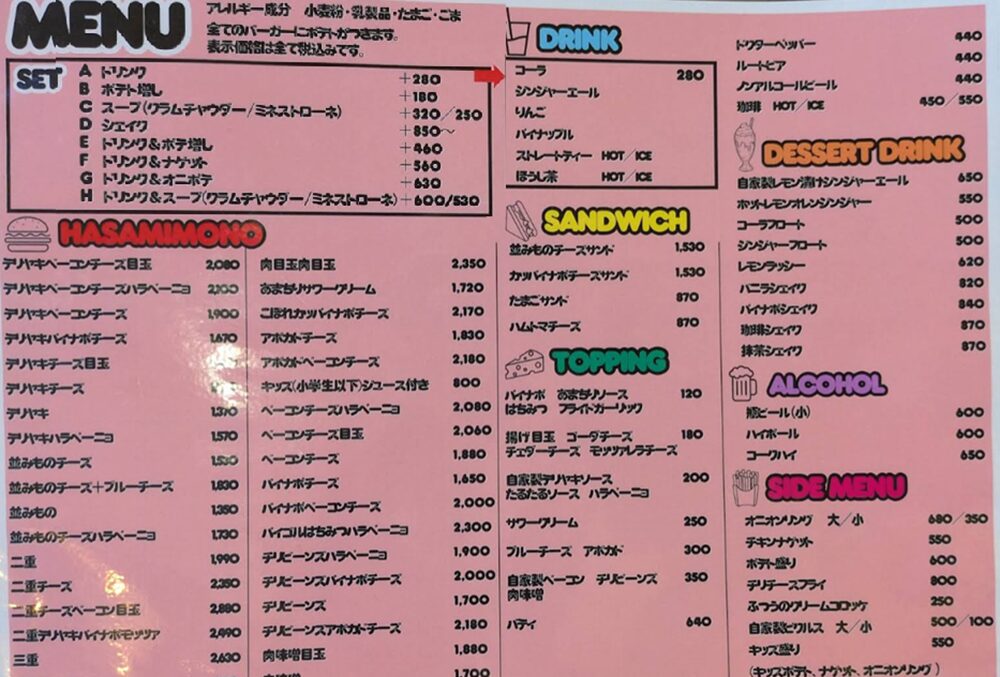 MENU
アレルギー成分 小麦粉・乳製品・たまご・ごま
全てのバーガーにポテトがつきます。
表示価格は全て税込みです。
SET
A ドリンク +280
B ポテト増し +180
C スープ(クラムチャウダー/ミネストローネ) +320/250
D シェイク +850~
E ドリンク&ポテ増し +460
F ドリンク&ナゲット +560
G ドリンク&オニポテ +630
H ドリンク&スープ(クラムチャウダー/ミネストローネ) +600/530
HASAMIMONO
テリヤキベーコンチーズ目玉 2,080
テリヤキベーコンチーズハラペーニョ 2,100
テリヤキベーコンチーズ 1,900
テリヤキパイナポチーズ 1,670
テリヤキチーズ目玉
テリヤキチーズ
テリヤキ 1,370
テリヤキハラペーニョ 1,570
並みものチーズ 1,530
並みものチーズ+ブルーチーズ 1,830
並みもの 1,350
並みものチーズハラペーニョ 1,730
二重 1,990
二重チーズ 2,350
二重チーズベーコン目玉 2,880
二重テリヤキパイナポモッツァ 2,490
三重 2,630
肉目玉肉目玉 2,350
あまぢりサワークリーム 1,720
こぼれカッパイナポチーズ 2,170
アボカドチーズ 1,830
アボカドベーコンチーズ 2,180
キッズ(小学生以下)ジュース付き 800
ベーコンチーズハラペーニョ 2,080
ベーコンチーズ目玉 2,060
ベーコンチーズ 1,880
パイナポチーズ 1,650
パイナポベーコンチーズ 2,000
パイゴルはちみつハラペーニョ 2,300
チリビーンズハラペーニョ 1,900
チリビーンズパイナポチーズ 2,000
チリビーンズ 1,700
チリビーンズアボカドチーズ 2,180
肉味噌目玉 1,880
1,700
DRINK
コーラ 280
ジンジャーエール
りんご
パイナップル
ストレートティー HOT/ICE
ほうじ茶 HOT/ICE
SANDWICH
並みものチーズサンド 1,530
カッパイナポチーズサンド 1,530
たまごサンド 870
ハムトマチーズ 870
TOPPING
パイナポ あまぢりソース 120
はちみつ フライドガーリック
揚げ目玉 ゴーダチーズ 180
チェダーチーズ モッツァレラチーズ
自家製テリヤキソース 200
たるたるソース ハラペーニョ
サワークリーム 250
ブルーチーズ アボカド 300
自家製ベーコン チリビーンズ 350
肉味噌
パティ 640
ドクターペッパー 440
ルートビア 440
ノンアルコールビール 440
珈琲 HOT/ICE 450/550
DESSERT DRINK
自家製レモン漬けジンジャーエール 650
ホットレモンオレンジンジャー 550
コーラフロート 500
ジンジャーフロート 500
レモンラッシー 620
バニラシェイク 820
パイナポシェイク 840
珈琲シェイク 870
抹茶シェイク 870
ALCOHOL
瓶ビール(小) 600
ハイボール 600
コークハイ 650
SIDE MENU
オニオンリング 大/小 680/350
チキンナゲット 550
ポテト盛り 600
チリチーズフライ 800
ふつうのクリームコロッケ 250
自家製ピクルス 大/小 500/100
キッズ盛り 550
(キッズポテト、ナゲット、オニオンリング)